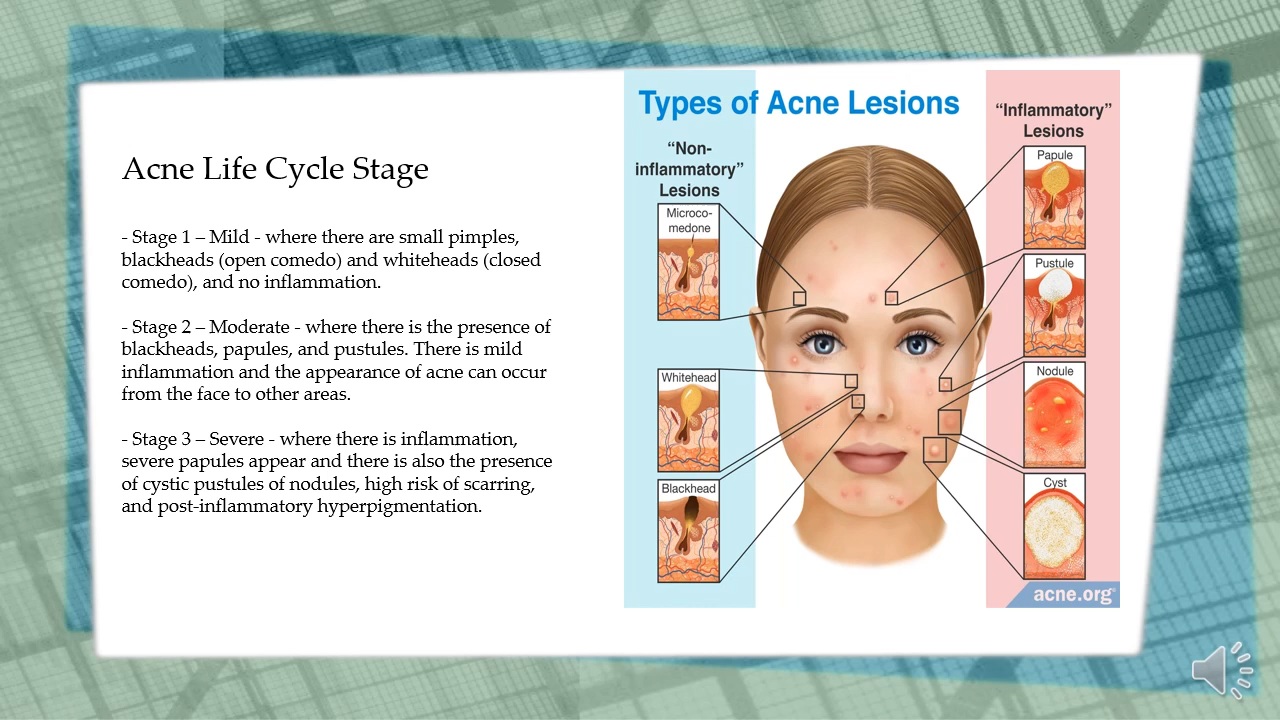 Acne Life Cycle Stage
- Stage 1 – Mild - where there are small pimples,
blackheads (open comedo) and whiteheads (closed
comedo), and no inflammation.
- Stage 2 – Moderate - where there is the presence of
blackheads, papules, and pustules. There is mild
inflammation and the appearance of acne can occur
from the face to other areas.
- Stage 3 – Severe - where there is inflammation,
severe papules appear and there is also the presence
of cystic pustules of nodules, high risk of scarring,
and post-inflammatory hyperpigmentation.
Types of Acne Lesions
“Non-
inflammatory”
Lesions
Microco-
medone
Whitehead
Blackhead
“Inflammatory”
Lesions
Papule
Pustule
Nodule
Cyst
acne.org®